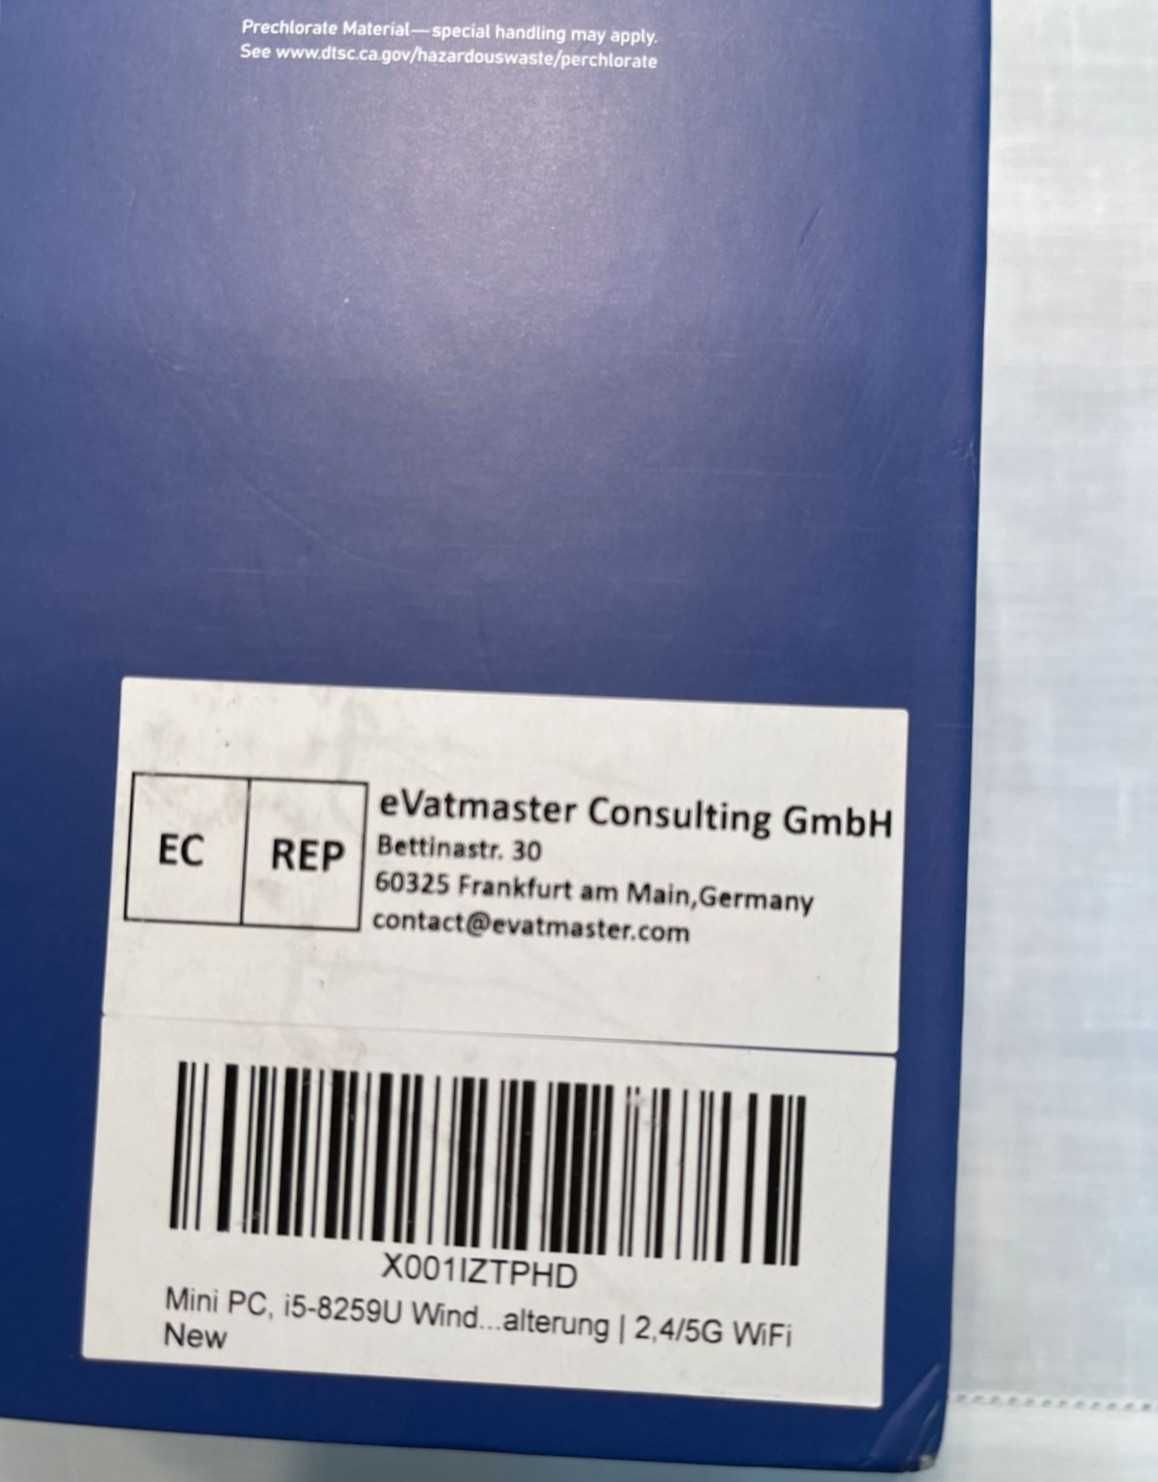 Prechlorate Material—special handling may apply.
See www.dtsc.ca.gov/hazardouswaste/perchlorate
EC REP
eVatmaster Consulting GmbH
Bettinastr. 30
60325 Frankfurt am Main,Germany
contact@evatmaster.com
X001IZTPHD
Mini PC, i5-8259U Wind...alterung | 2,4/5G WiFi
New